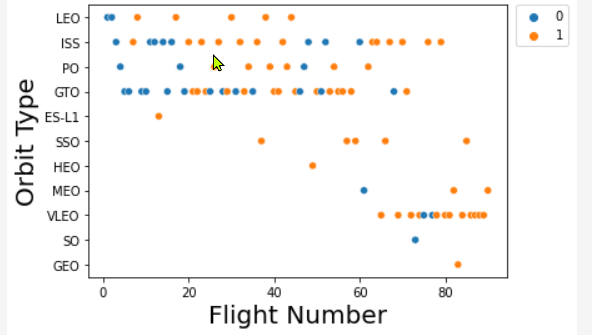 LEO
ISS
PO
GTO
ES-L1
SSO
HEO
MEO
VLEO
SO
GEO
Orbit Type
0 20 40 60 80
Flight Number
0
1